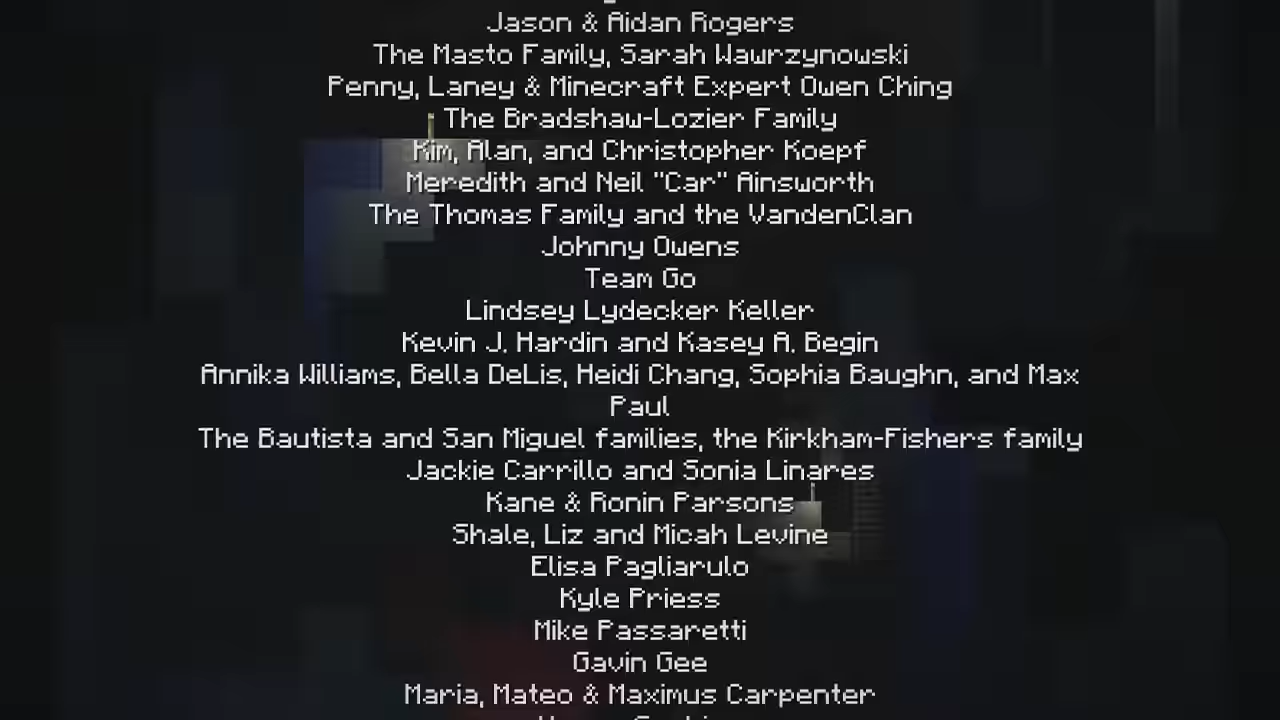 Jason & Aidan Rogers
The Masto Family, Sarah Wawrzynowski
Penny, Laney & Minecraft Expert Owen Ching
The Bradshaw-Lozier Family
Kim, Alan, and Christopher Koepf
Meredith and Neil "Car" Ainsworth
The Thomas Family and the VandenClan
Johnny Owens
Team Go
Lindsey Lydecker Keller
Kevin J. Hardin and Kasey A. Begin
Annika Williams, Bella DeLis, Heidi Chang, Sophia Baughn, and Max
Paul
The Bautista and San Miguel families, the Kirkham-Fishers family
Jackie Carrillo and Sonia Linares
Kane & Ronin Parsons
Shale, Liz and Micah Levine
Elisa Pagliarulo
Kyle Priess
Mike Passaretti
Gavin Gee
Maria, Mateo & Maximus Carpenter